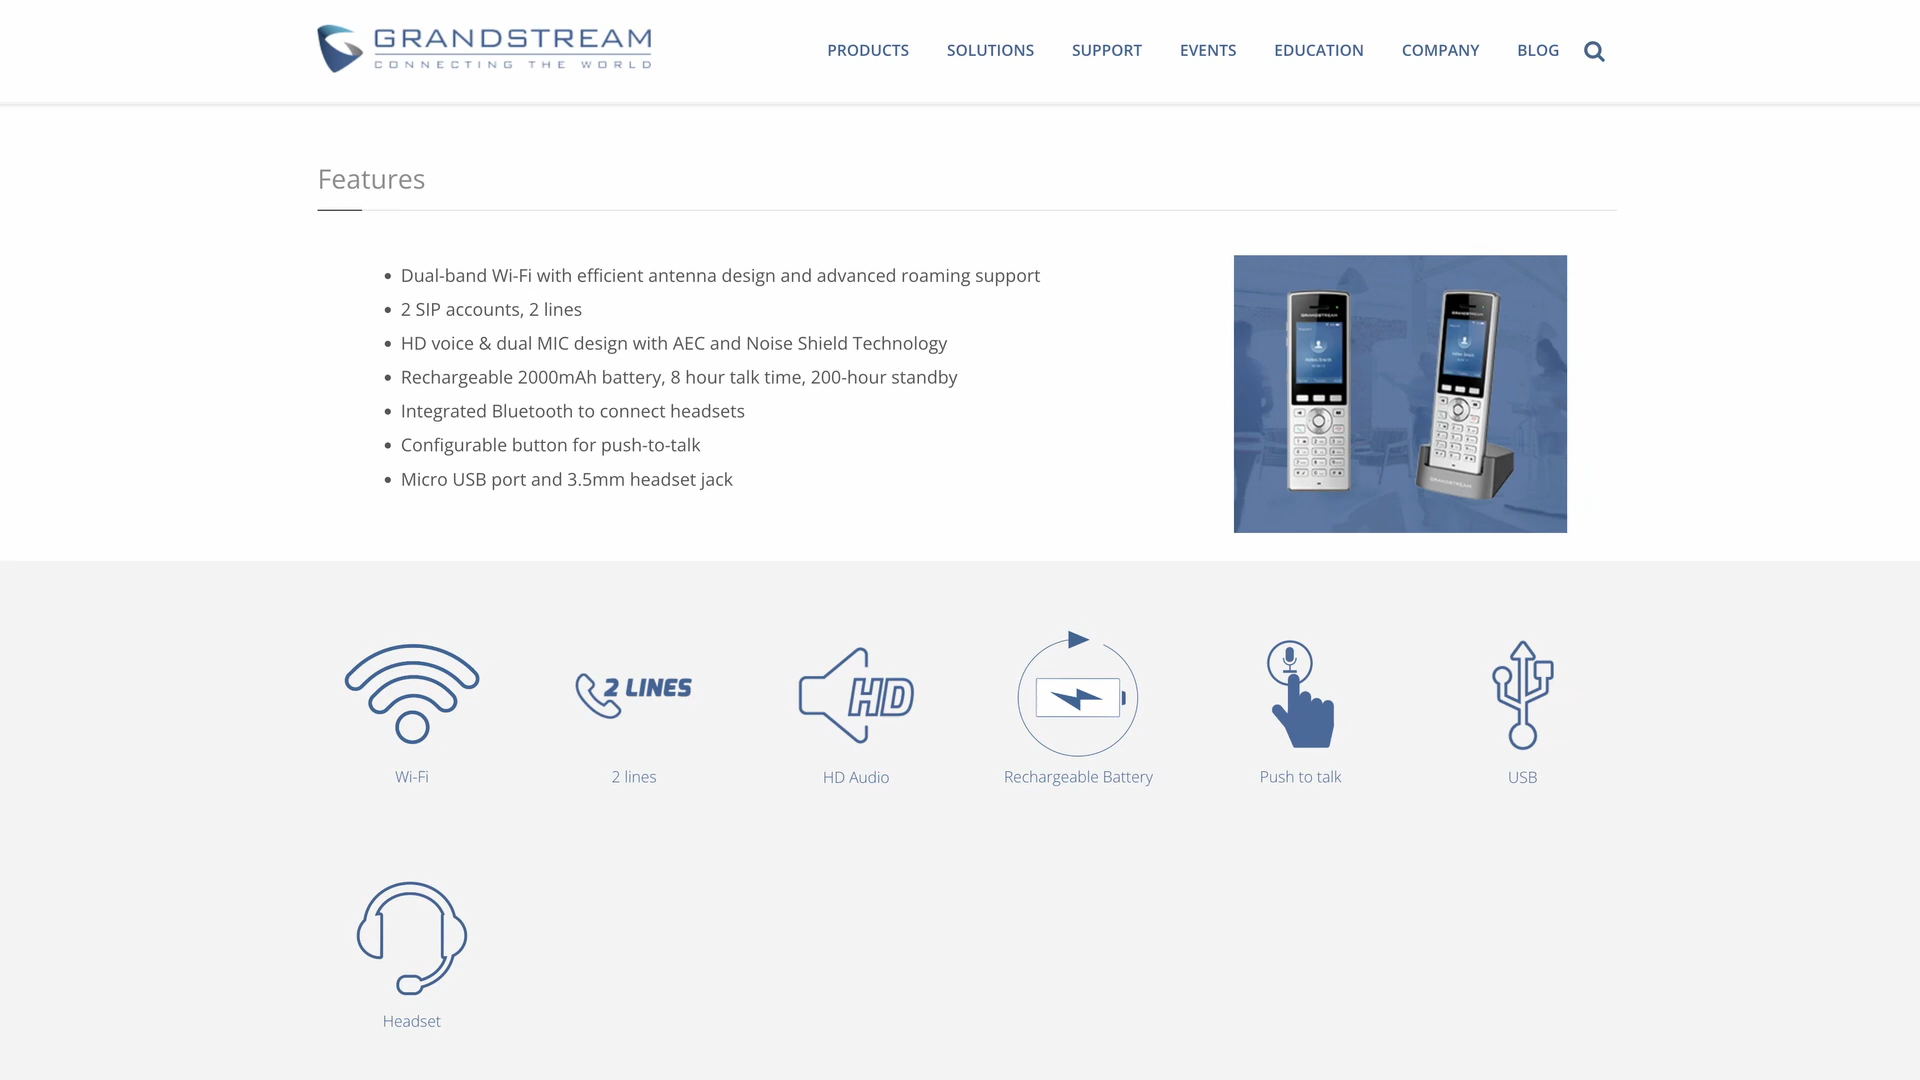 GRANDSTREAM
CONNECTING THE WORLD
PRODUCTS
SOLUTIONS
SUPPORT
EVENTS
EDUCATION
COMPANY
BLOG
Features
Dual-band Wi-Fi with efficient antenna design and advanced roaming support
2 SIP accounts, 2 lines
HD voice & dual MIC design with AEC and Noise Shield Technology
Rechargeable 2000mAh battery, 8 hour talk time, 200-hour standby
Integrated Bluetooth to connect headsets
Configurable button for push-to-talk
Micro USB port and 3.5mm headset jack
GRANDSTREAM
GRANDSTREAM
GRANDSTREAM
2 LINES
HD
Wi-Fi
2 lines
HD Audio
Rechargeable Battery
Push to talk
USB
Headset